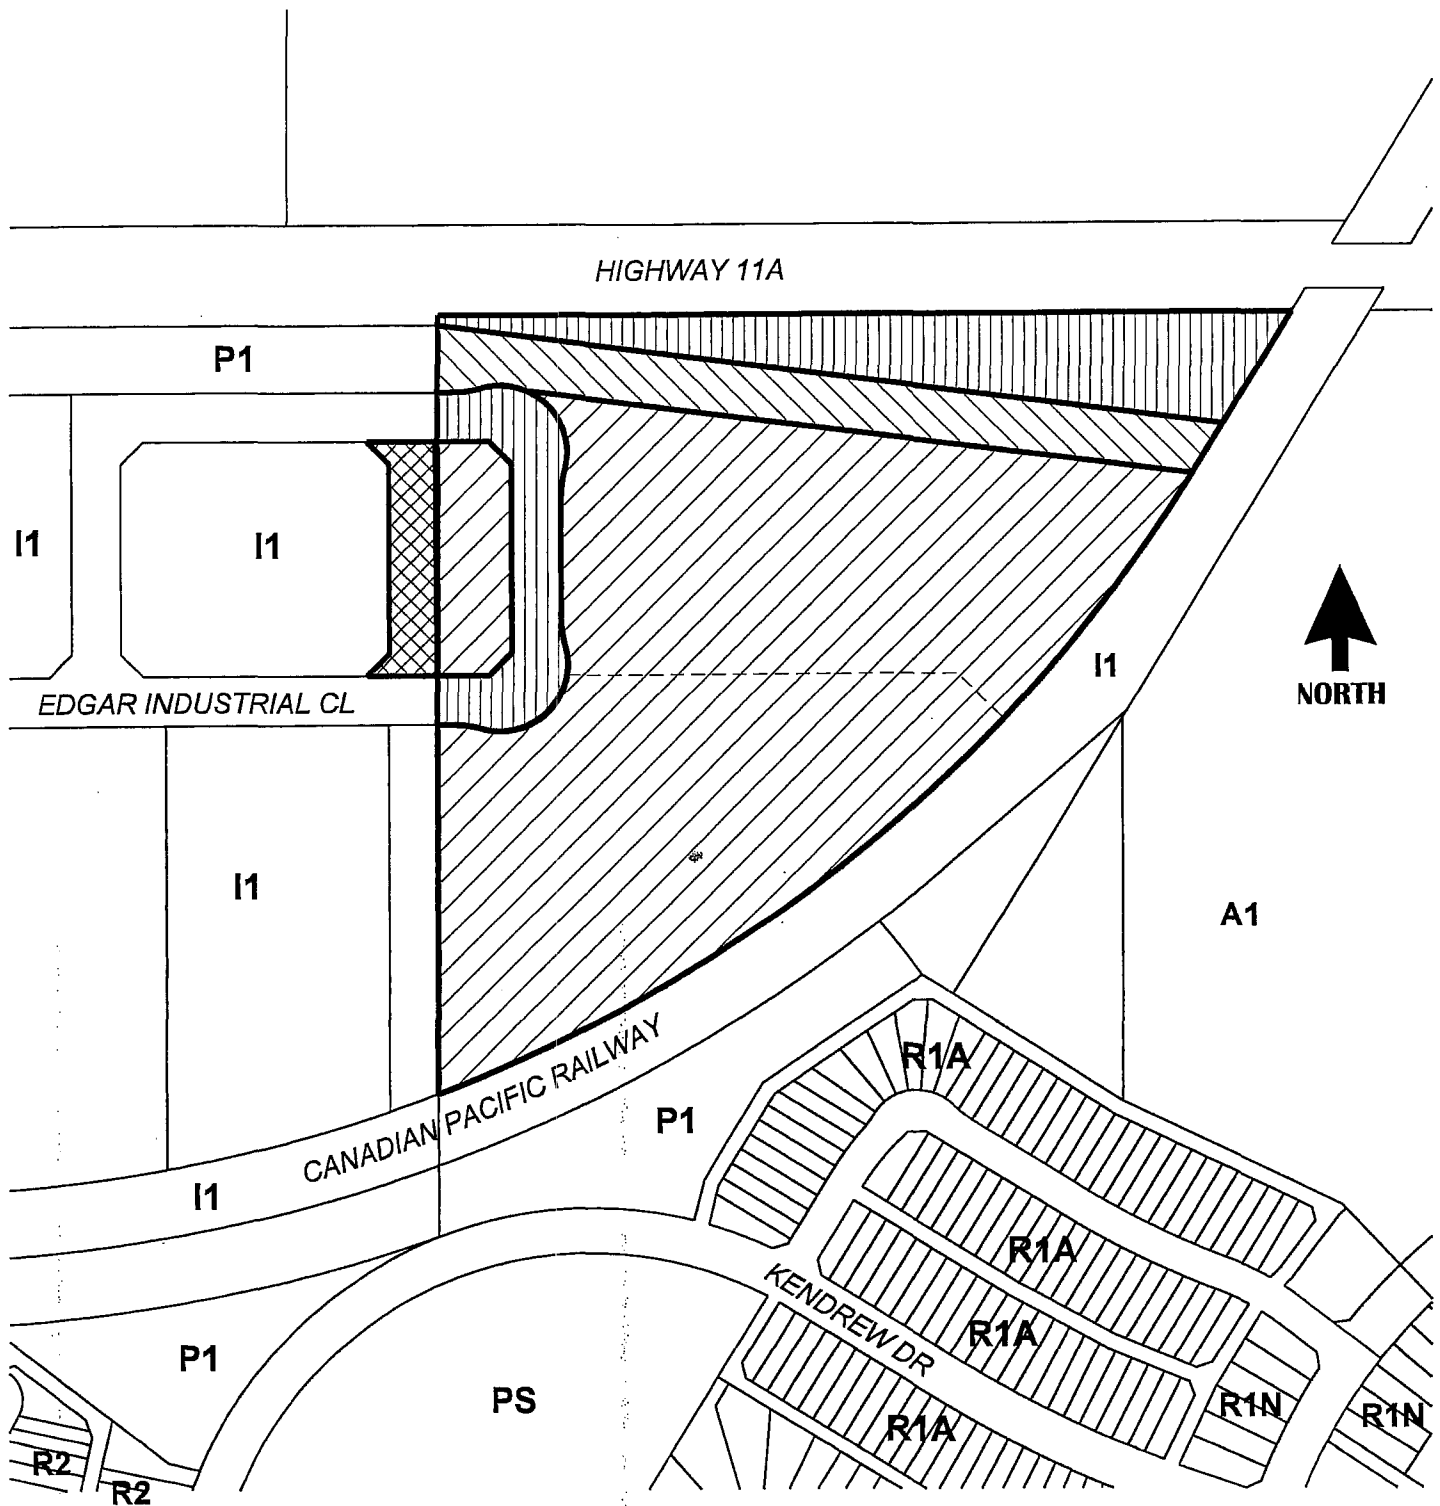 HIGHWAY 11A
P1
I1
I1
I1
NORTH
EDGAR INDUSTRIAL CL
I1
A1
CANADIAN PACIFIC RAILWAY
R1A
P1
I1
R1A
KENDREW DR
R1A
P1
PS
R1A
R1N
R1N
R2
R2